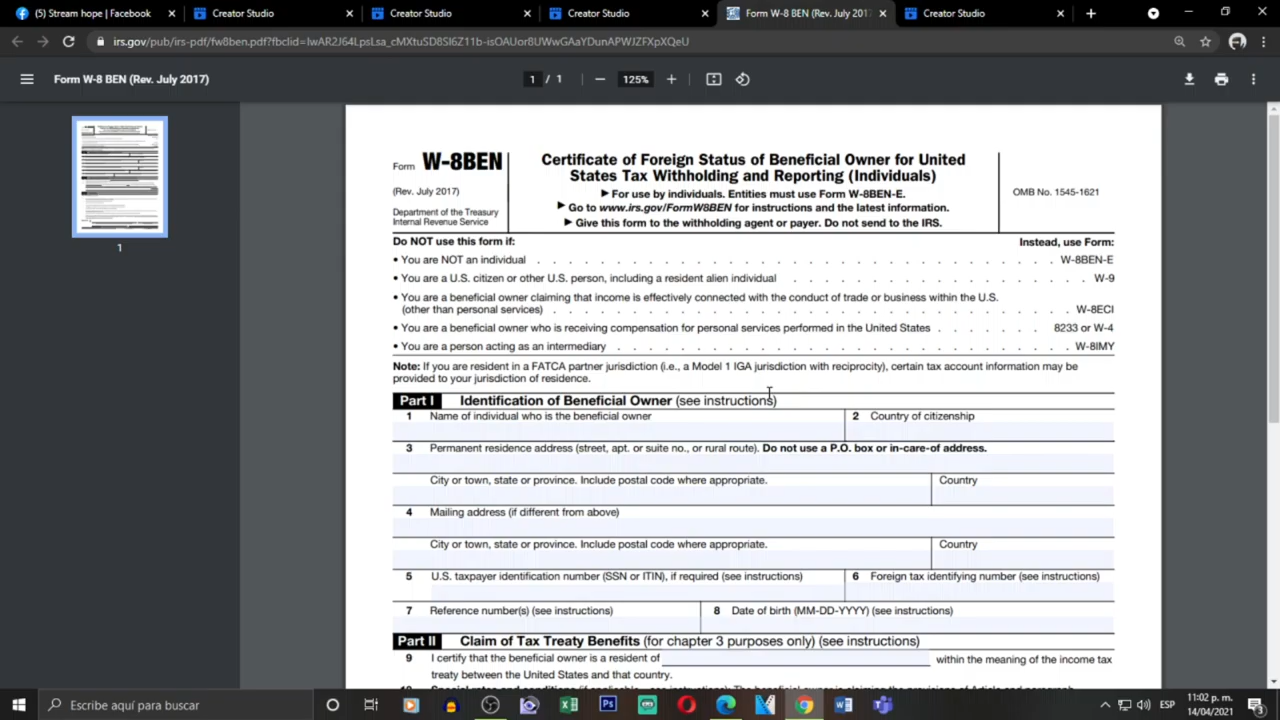 (5) Stream hope | Facebook
Creator Studio
Creator Studio
Creator Studio
Form W-8 BEN (Rev. July 2017)
Creator Studio
irs.gov/pub/irs-pdf/fw8ben.pdf?fbclid=IwAR2J64LpsLsa_cMXtuSD8Sl6Z11b-isOAUor8UWwGAaYDunAPWJZFXpXQeU
Form W-8 BEN (Rev. July 2017)
1 / 1
125%
1
Form W-8BEN
(Rev. July 2017)
Department of the Treasury
Internal Revenue Service
Certificate of Foreign Status of Beneficial Owner for United
States Tax Withholding and Reporting (Individuals)
▶ For use by individuals. Entities must use Form W-8BEN-E.
▶ Go to www.irs.gov/FormW8BEN for instructions and the latest information.
▶ Give this form to the withholding agent or payer. Do not send to the IRS.
OMB No. 1545-1621
Do NOT use this form if: Instead, use Form:
• You are NOT an individual . . . W-8BEN-E
• You are a U.S. citizen or other U.S. person, including a resident alien individual . . . W-9
• You are a beneficial owner claiming that income is effectively connected with the conduct of trade or business within the U.S.
(other than personal services) . . . W-8ECI
• You are a beneficial owner who is receiving compensation for personal services performed in the United States . . . 8233 or W-4
• You are a person acting as an intermediary . . . W-8IMY
Note: If you are resident in a FATCA partner jurisdiction (i.e., a Model 1 IGA jurisdiction with reciprocity), certain tax account information may be
provided to your jurisdiction of residence.
Part I Identification of Beneficial Owner (see instructions)
1 Name of individual who is the beneficial owner
2 Country of citizenship
3 Permanent residence address (street, apt. or suite no., or rural route). Do not use a P.O. box or in-care-of address.
City or town, state or province. Include postal code where appropriate.
Country
4 Mailing address (if different from above)
City or town, state or province. Include postal code where appropriate.
Country
5 U.S. taxpayer identification number (SSN or ITIN), if required (see instructions)
6 Foreign tax identifying number (see instructions)
7 Reference number(s) (see instructions)
8 Date of birth (MM-DD-YYYY) (see instructions)
Part II Claim of Tax Treaty Benefits (for chapter 3 purposes only) (see instructions)
9 I certify that the beneficial owner is a resident of within the meaning of the income tax
treaty between the United States and that country.
Escribe aquí para buscar
ESP
11:02 p. m.
14/04/2021